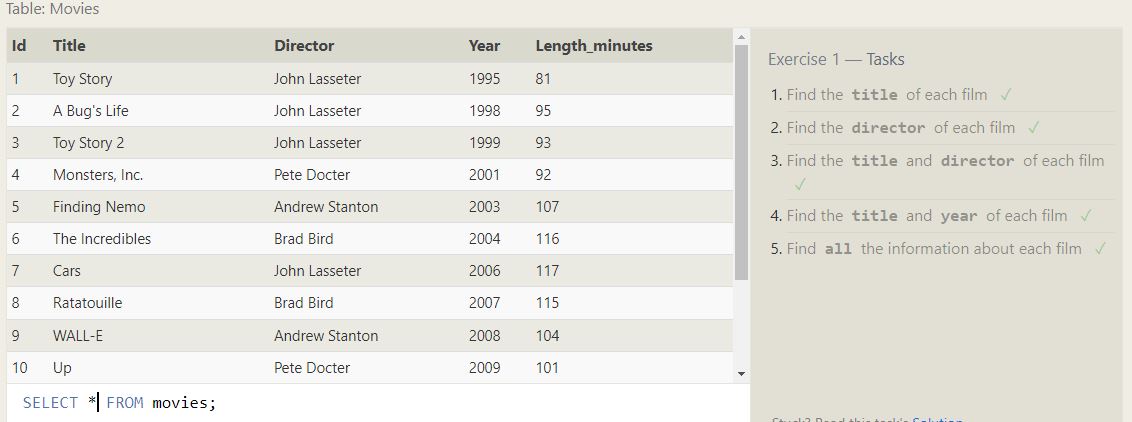 Table: Movies
Id Title Director Year Length_minutes
1 Toy Story John Lasseter 1995 81
2 A Bug's Life John Lasseter 1998 95
3 Toy Story 2 John Lasseter 1999 93
4 Monsters, Inc. Pete Docter 2001 92
5 Finding Nemo Andrew Stanton 2003 107
6 The Incredibles Brad Bird 2004 116
7 Cars John Lasseter 2006 117
8 Ratatouille Brad Bird 2007 115
9 WALL-E Andrew Stanton 2008 104
10 Up Pete Docter 2009 101
SELECT * FROM movies;
Exercise 1 — Tasks
1. Find the title of each film ✓
2. Find the director of each film ✓
3. Find the title and director of each film
✓
4. Find the title and year of each film ✓
5. Find all the information about each film ✓
Stuck? Read this task's Solution